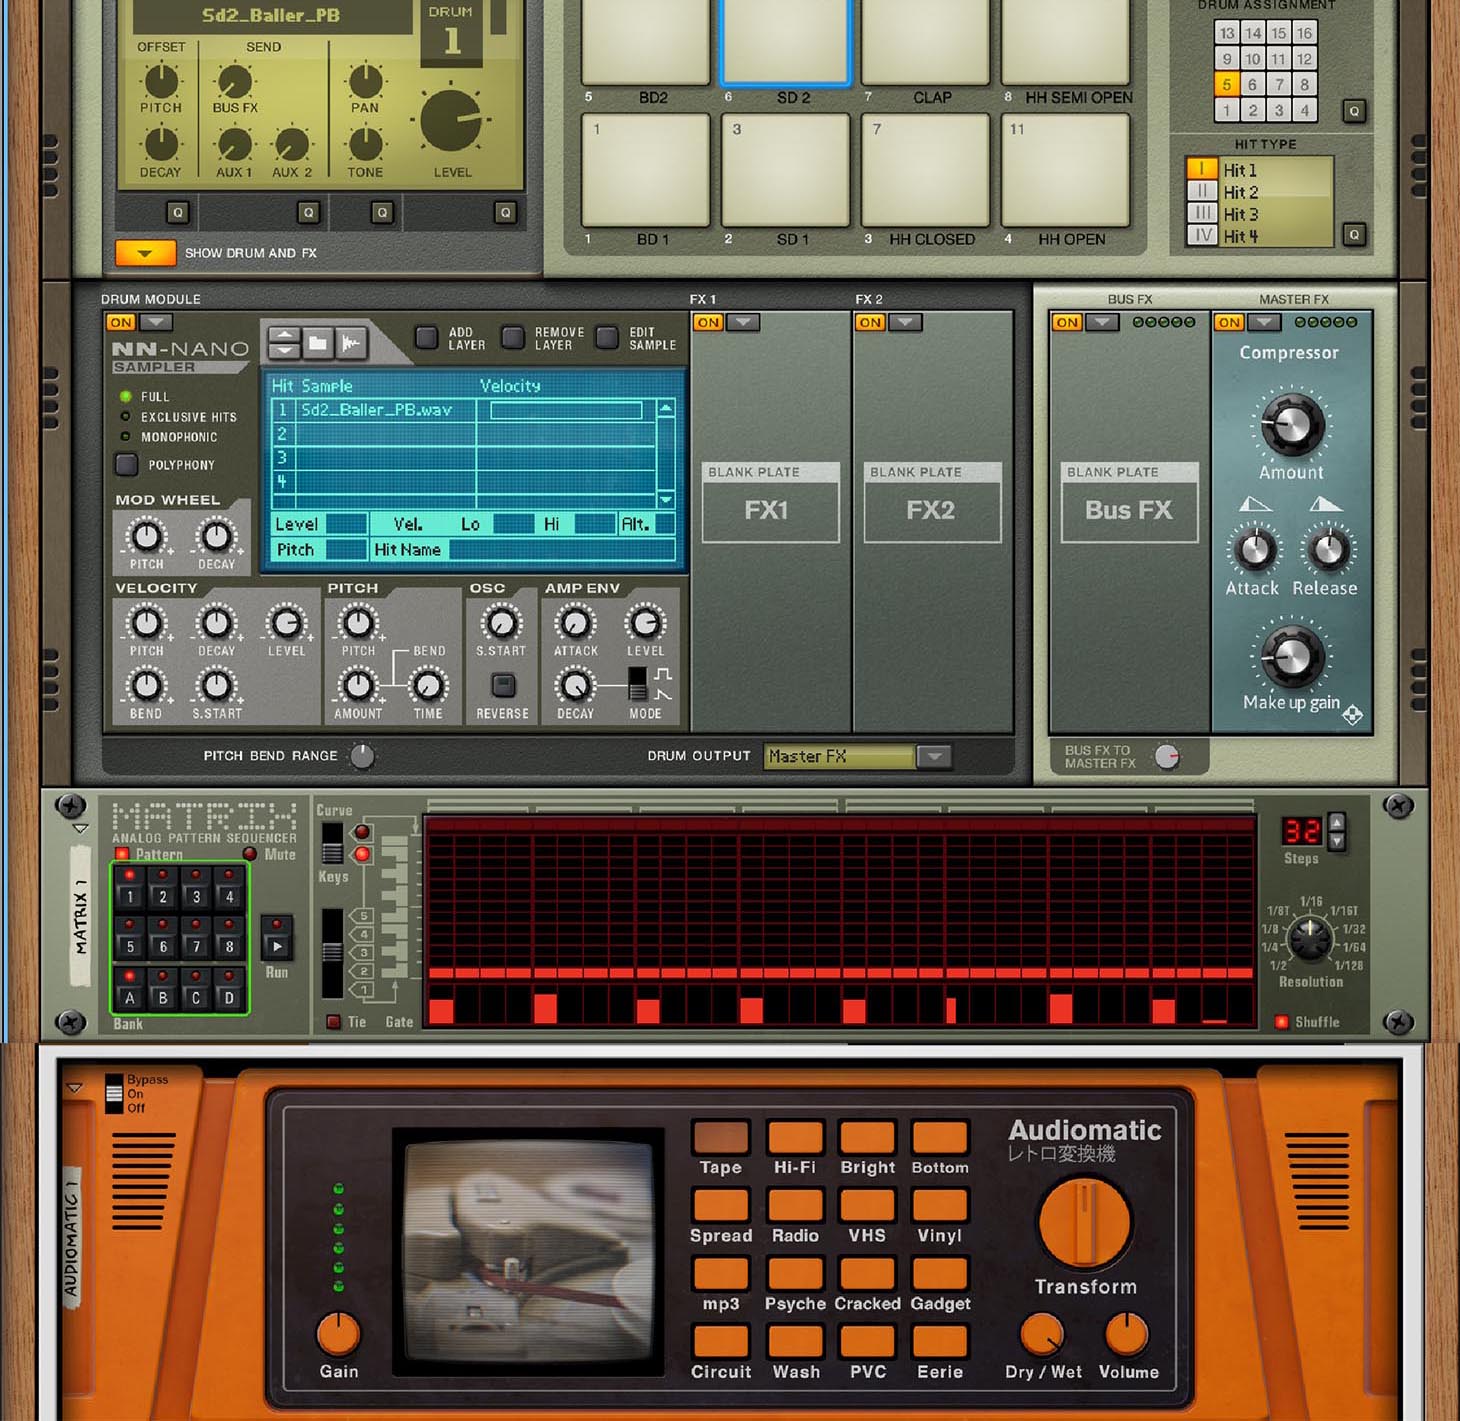 Sd2_Baller_PB
DRUM
1
OFFSET SEND
PITCH BUS FX PAN
DECAY AUX 1 AUX 2 TONE LEVEL
Q Q Q Q
SHOW DRUM AND FX
5 BD2 6 SD 2 7 CLAP 8 HH SEMI OPEN
1 3 7 11
1 BD 1 2 SD 1 3 HH CLOSED 4 HH OPEN
DRUM ASSIGNMENT
13 14 15 16
9 10 11 12
5 6 7 8
1 2 3 4
Q
HIT TYPE
I Hit 1
II Hit 2
III Hit 3
IV Hit 4
Q
DRUM MODULE FX 1 FX 2 BUS FX MASTER FX
ON ON ON ON ON
NN-NANO
SAMPLER
ADD LAYER
REMOVE LAYER
EDIT SAMPLE
FULL
EXCLUSIVE HITS
MONOPHONIC
POLYPHONY
Hit Sample Velocity
1 Sd2_Baller_PB.wav
2
3
4
Level Vel. Lo Hi Alt.
Pitch Hit Name
MOD WHEEL
PITCH DECAY
VELOCITY PITCH OSC AMP ENV
PITCH DECAY LEVEL PITCH BEND S.START ATTACK LEVEL
BEND S.START AMOUNT TIME REVERSE DECAY MODE
BLANK PLATE
FX1
BLANK PLATE
FX2
BLANK PLATE
Bus FX
Compressor
Amount
Attack Release
Make up gain
PITCH BEND RANGE
DRUM OUTPUT Master FX
BUS FX TO
MASTER FX
MATRIX 1
MATRIX
ANALOG PATTERN SEQUENCER
Pattern Mute
1 2 3 4
5 6 7 8
A B C D
Bank
Run
Curve
Keys
5
4
3
2
1
Tie Gate
32
Steps
1/16
1/8T 1/16T
1/8 1/32
1/4 1/64
1/2 1/128
Resolution
Shuffle
Bypass
On
Off
AUDIOMATIC 1
Gain
Tape Hi-Fi Bright Bottom
Spread Radio VHS Vinyl
mp3 Psyche Cracked Gadget
Circuit Wash PVC Eerie
Audiomatic
レトロ変換機
Transform
Dry / Wet Volume